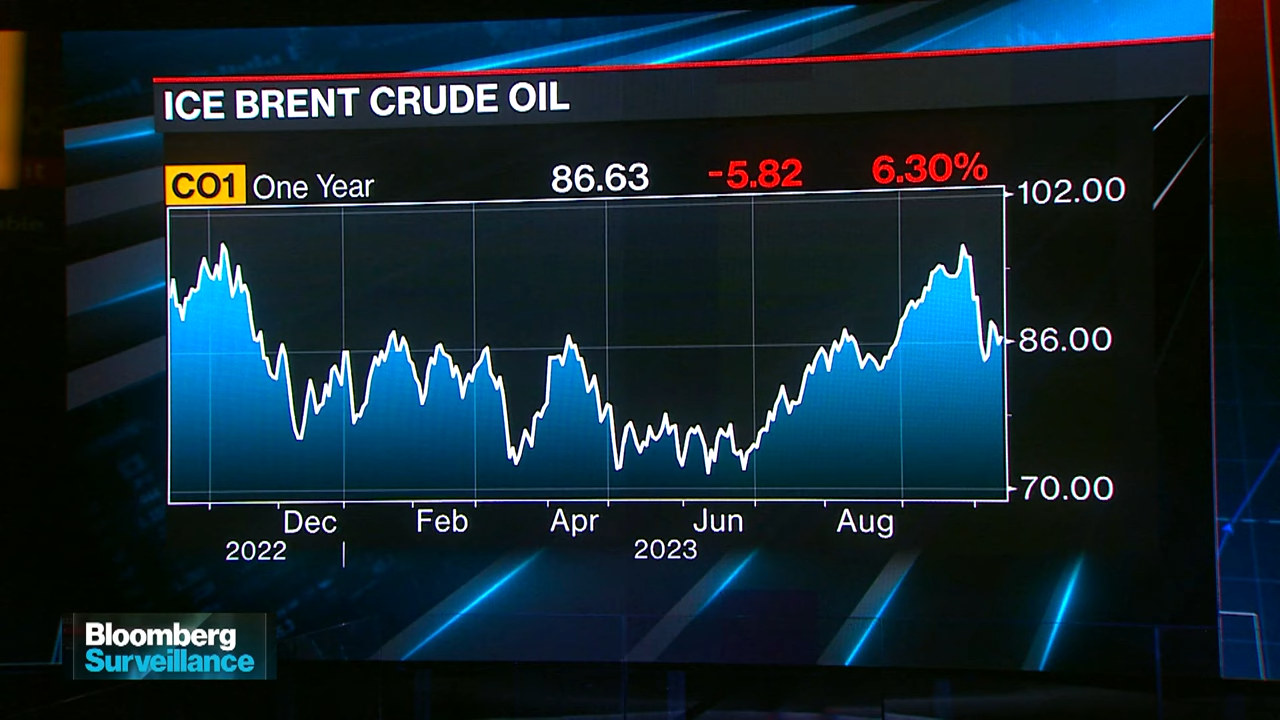 ICE BRENT CRUDE OIL
CO1 One Year 86.63 -5.82 6.30%
102.00
86.00
70.00
Dec Feb Apr Jun Aug
2022 | 2023
Bloomberg
Surveillance